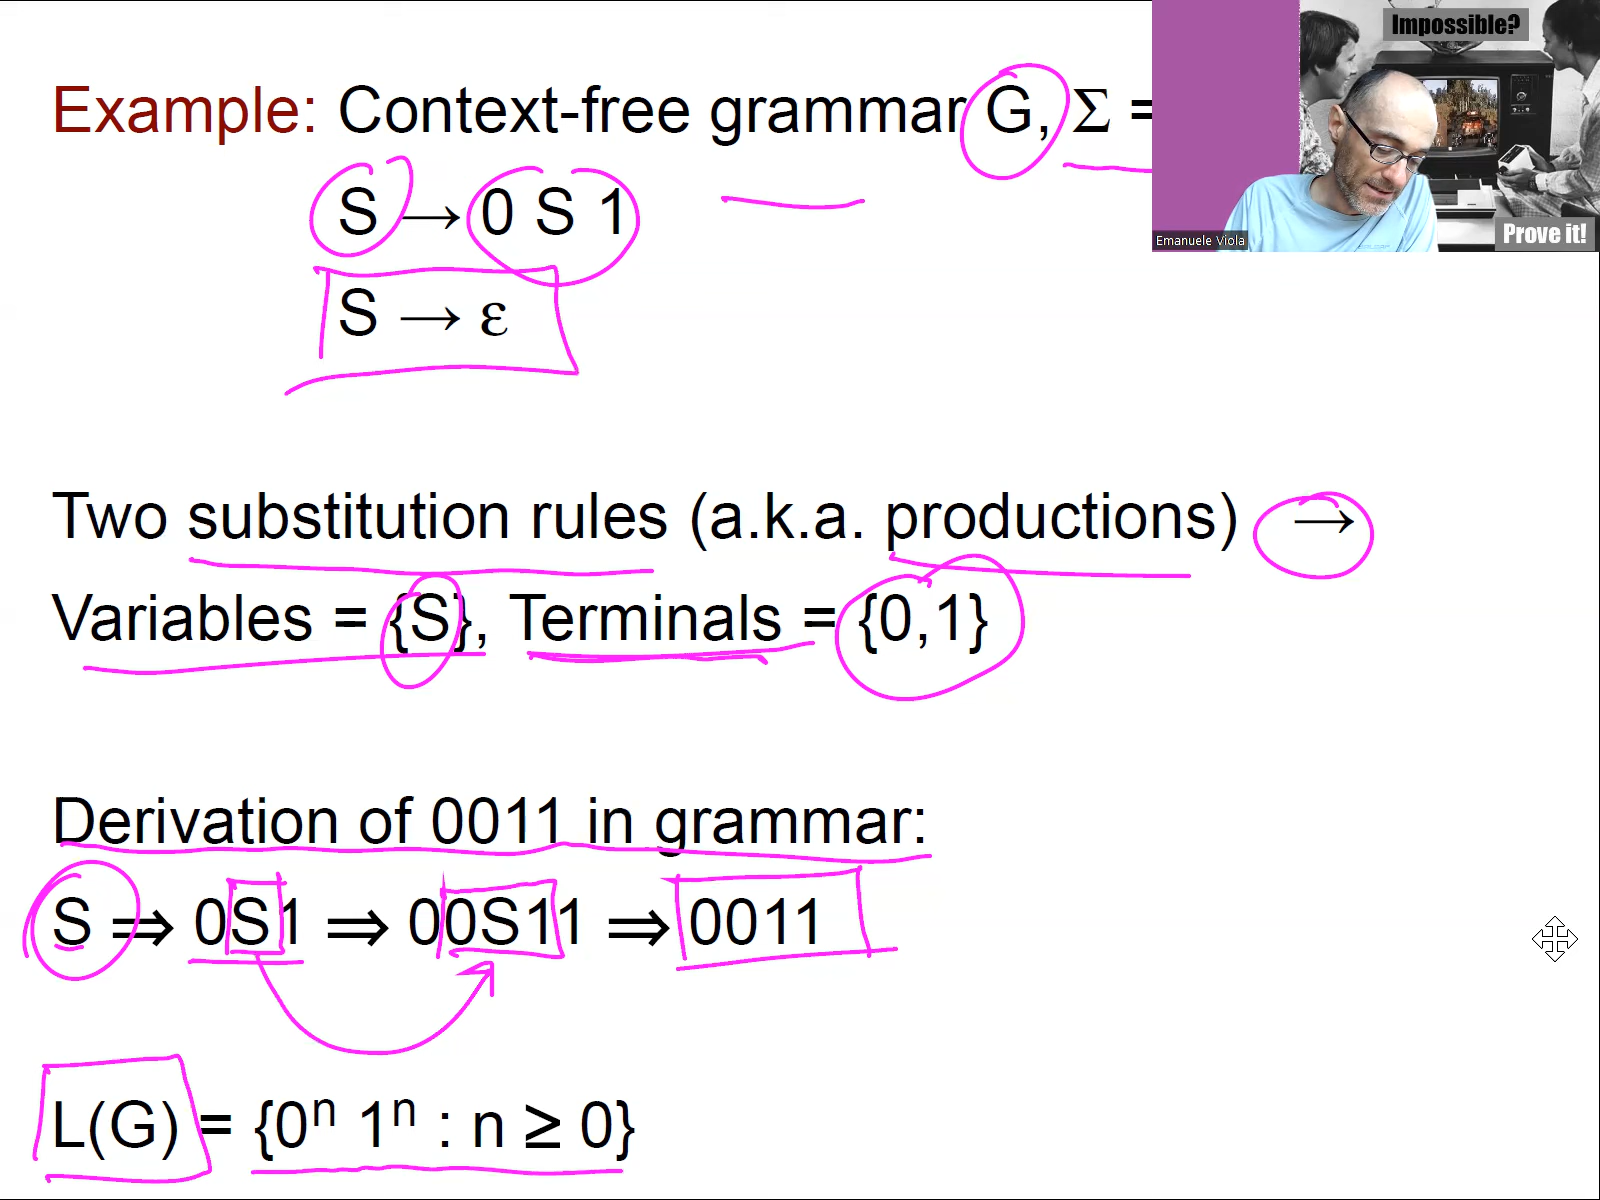 Impossible?
Example: Context-free grammar G, Σ =
S → 0 S 1
Emanuele Viola
Prove it!
S → ε
Two substitution rules (a.k.a. productions) →
Variables = {S}, Terminals = {0,1}
Derivation of 0011 in grammar:
S ⇒ 0S1 ⇒ 00S11 ⇒ 0011
L(G) = {0ⁿ 1ⁿ : n ≥ 0}